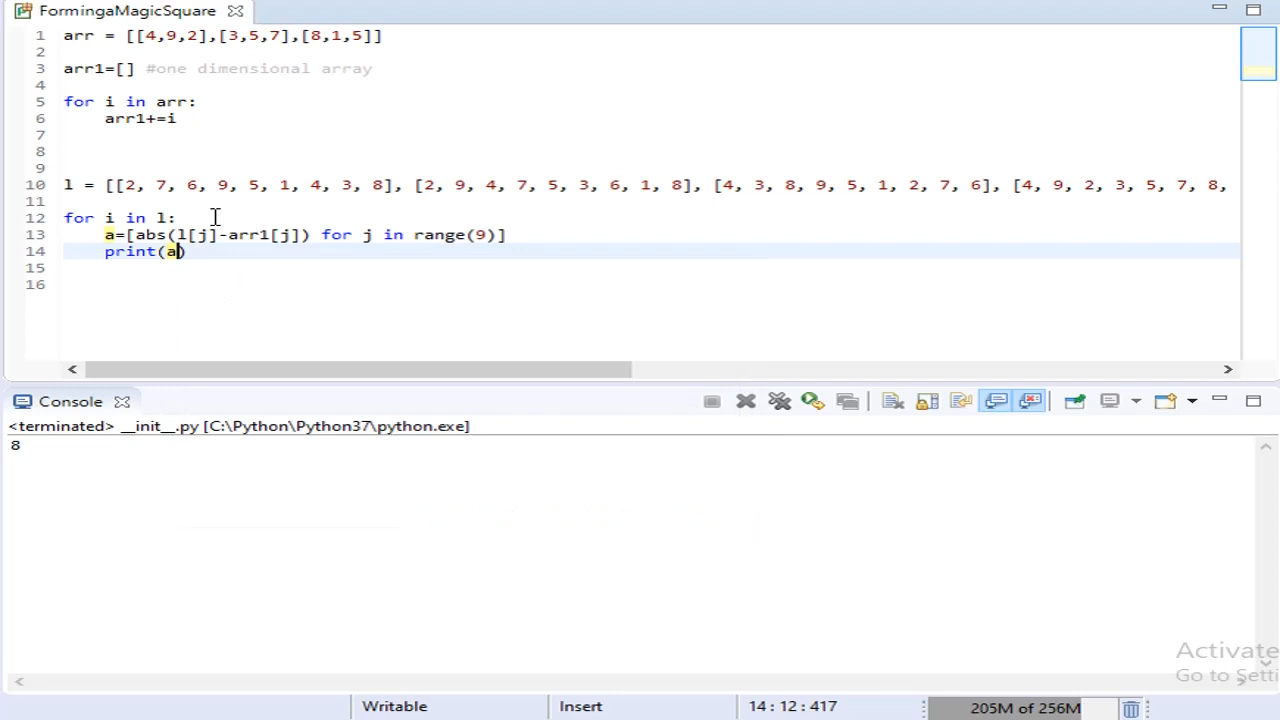 FormingaMagicSquare
1 arr = [[4,9,2],[3,5,7],[8,1,5]]
2
3 arr1=[] #one dimensional array
4
5 for i in arr:
6 arr1+=i
7
8
9
10 l = [[2, 7, 6, 9, 5, 1, 4, 3, 8], [2, 9, 4, 7, 5, 3, 6, 1, 8], [4, 3, 8, 9, 5, 1, 2, 7, 6], [4, 9, 2, 3, 5, 7, 8,
11
12 for i in l:
13 a=[abs(l[j]-arr1[j]) for j in range(9)]
14 print(a)
15
16
Console
<terminated> __init__.py [C:\Python\Python37\python.exe]
8
Activate
Go to Setti
Writable Insert 14 : 12 : 417 205M of 256M